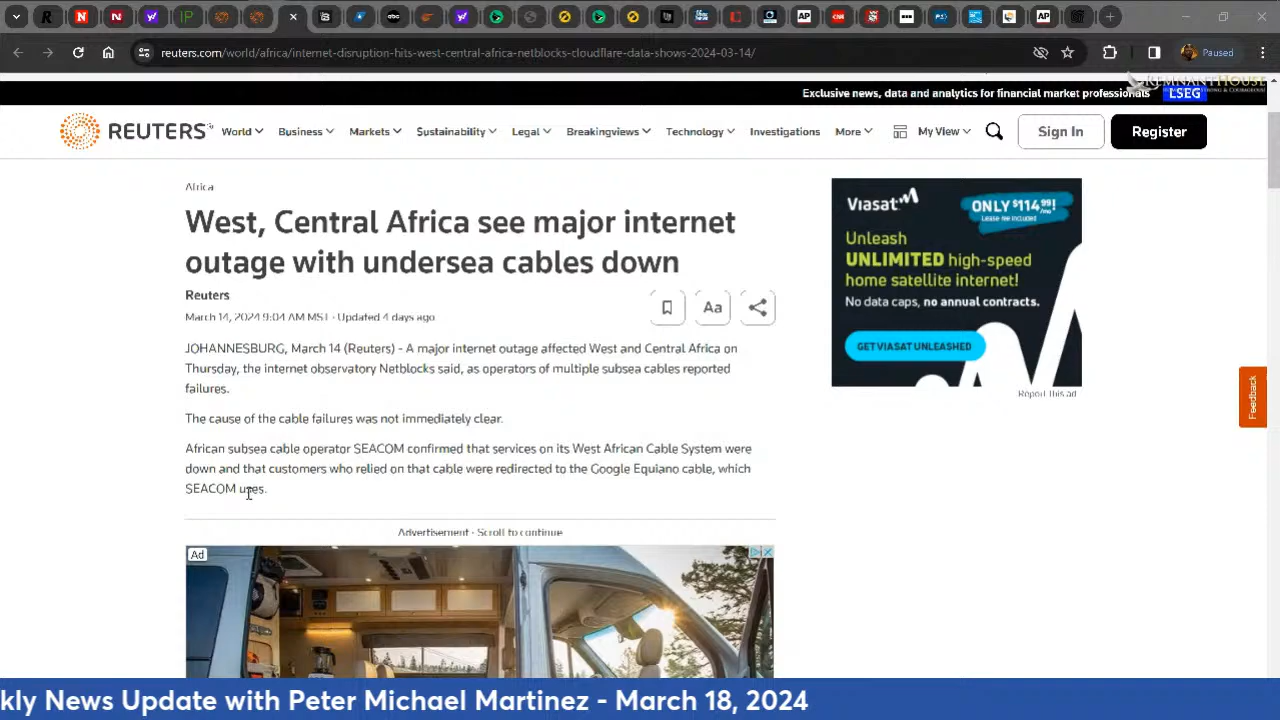 reuters.com/world/africa/internet-disruption-hits-west-central-africa-netblocks-cloudflare-data-shows-2024-03-14/
Paused
REMNANTHOUSE
Exclusive news, data and analytics for financial market professionals
LSEG
REUTERS
World
Business
Markets
Sustainability
Legal
Breakingviews
Technology
Investigations
More
My View
Sign In
Register
Africa
West, Central Africa see major internet
outage with undersea cables down
Reuters
Aa
March 14, 2024 9:04 AM MST · Updated 4 days ago
JOHANNESBURG, March 14 (Reuters) - A major internet outage affected West and Central Africa on
Thursday, the internet observatory Netblocks said, as operators of multiple subsea cables reported
failures.
The cause of the cable failures was not immediately clear.
African subsea cable operator SEACOM confirmed that services on its West African Cable System were
down and that customers who relied on that cable were redirected to the Google Equiano cable, which
SEACOM uses.
Advertisement · Scroll to continue
Ad
Viasat
ONLY $114.99!
/mo
Lease fee included
Unleash
UNLIMITED high-speed
home satellite internet!
No data caps, no annual contracts.
GET VIASAT UNLEASHED
Report this ad
Feedback
kly News Update with Peter Michael Martinez - March 18, 2024